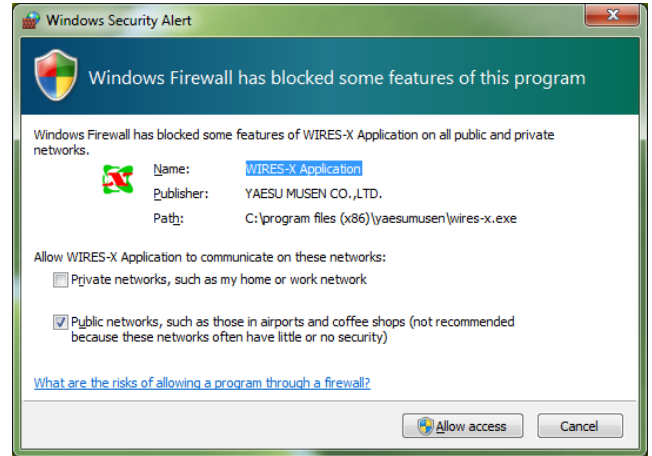 Windows Security Alert
Windows Firewall has blocked some features of this program
Windows Firewall has blocked some features of WIRES-X Application on all public and private
networks.
Name: WIRES-X Application
Publisher: YAESU MUSEN CO.,LTD.
Path: C:\program files (x86)\yaesumusen\wires-x.exe
Allow WIRES-X Application to communicate on these networks:
Private networks, such as my home or work network
Public networks, such as those in airports and coffee shops (not recommended
because these networks often have little or no security)
What are the risks of allowing a program through a firewall?
Allow access Cancel